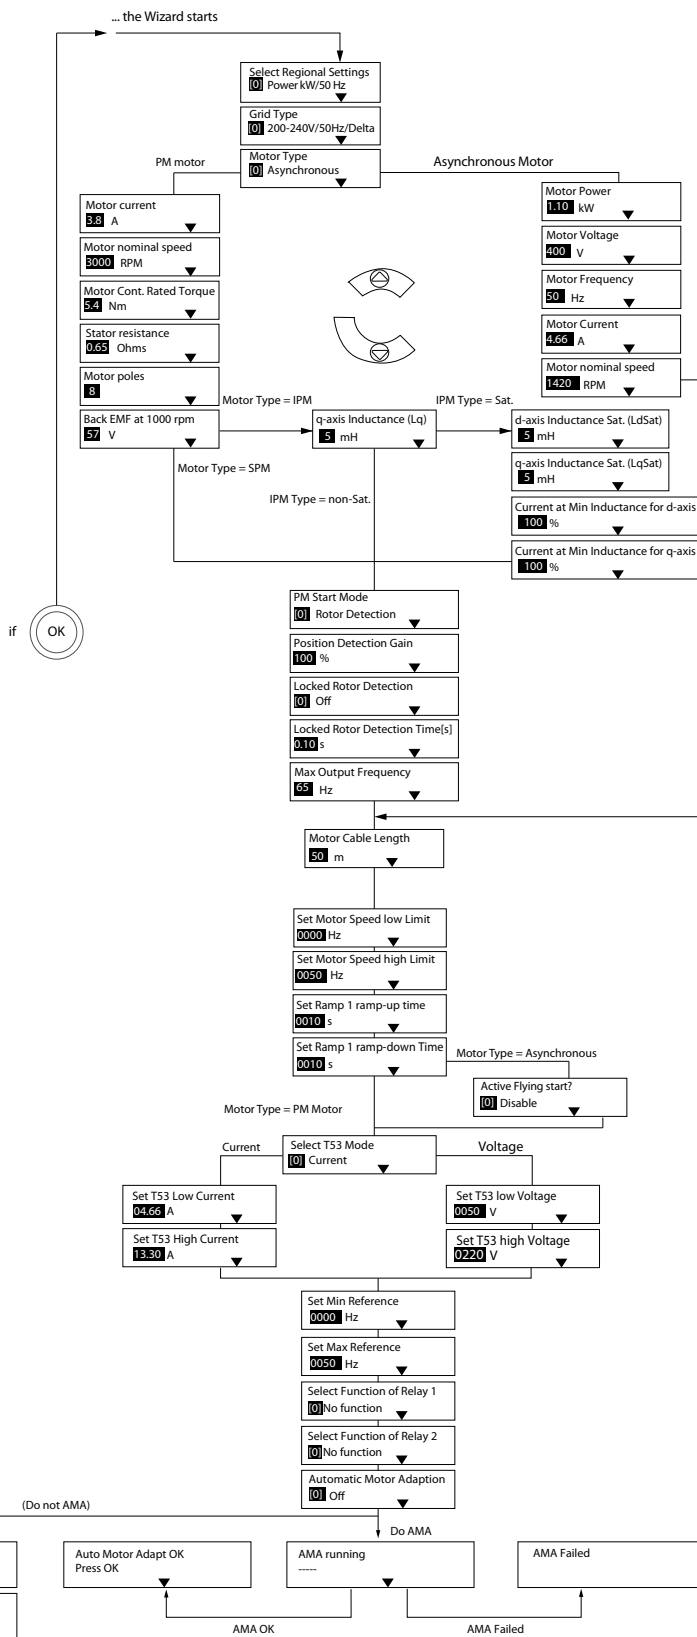 ... the Wizard starts
Select Regional Settings
[0] Power kW/50 Hz
Grid Type
[0] 200-240V/50Hz/Delta
Motor Type
[0] Asynchronous
PM motor
Asynchronous Motor
Motor current
3.8 A
Motor nominal speed
3000 RPM
Motor Cont. Rated Torque
5.4 Nm
Stator resistance
0.65 Ohms
Motor poles
8
Back EMF at 1000 rpm
57 V
Motor Power
1.10 kW
Motor Voltage
400 V
Motor Frequency
50 Hz
Motor Current
4.66 A
Motor nominal speed
1420 RPM
Motor Type = IPM
q-axis Inductance (Lq)
5 mH
IPM Type = Sat.
d-axis Inductance Sat. (LdSat)
5 mH
q-axis Inductance Sat. (LqSat)
5 mH
Current at Min Inductance for d-axis
100 %
Current at Min Inductance for q-axis
100 %
Motor Type = SPM
IPM Type = non-Sat.
if
OK
PM Start Mode
[0] Rotor Detection
Position Detection Gain
100 %
Locked Rotor Detection
[0] Off
Locked Rotor Detection Time[s]
0.10 s
Max Output Frequency
65 Hz
Motor Cable Length
50 m
Set Motor Speed low Limit
0000 Hz
Set Motor Speed high Limit
0050 Hz
Set Ramp 1 ramp-up time
0010 s
Set Ramp 1 ramp-down Time
0010 s
Motor Type = Asynchronous
Active Flying start?
[0] Disable
Motor Type = PM Motor
Current
Select T53 Mode
[0] Current
Voltage
Set T53 Low Current
04.66 A
Set T53 High Current
13.30 A
Set T53 low Voltage
0050 V
Set T53 high Voltage
0220 V
Set Min Reference
0000 Hz
Set Max Reference
0050 Hz
Select Function of Relay 1
[0] No function
Select Function of Relay 2
[0] No function
Automatic Motor Adaption
[0] Off
(Do not AMA)
Do AMA
Auto Motor Adapt OK
Press OK
AMA running
-----
AMA Failed
AMA OK
AMA Failed